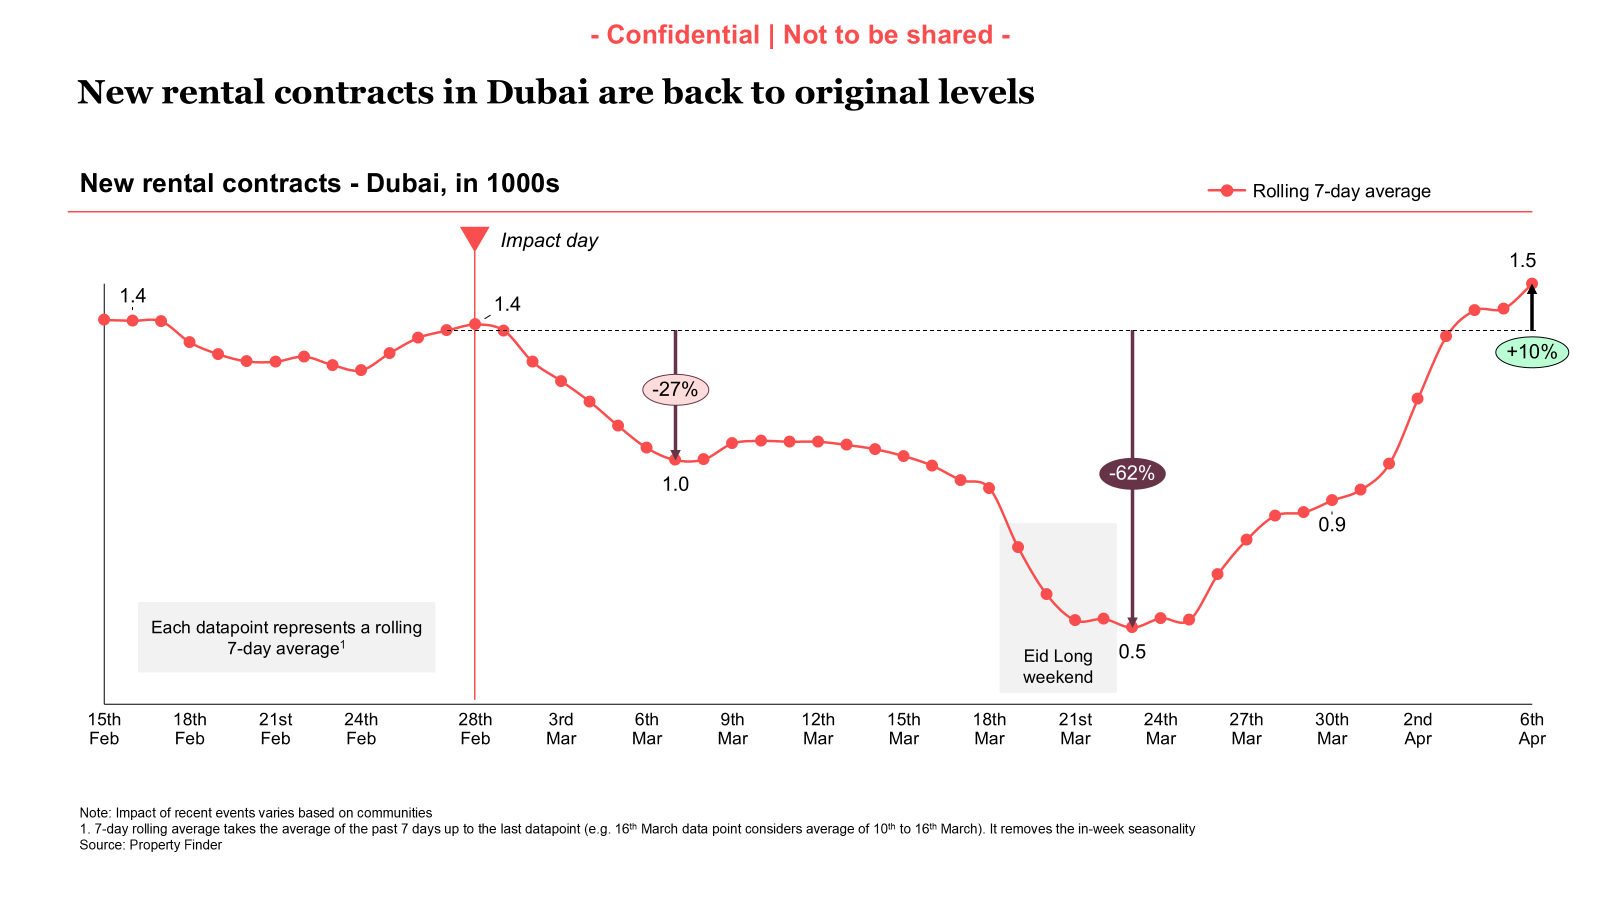 - Confidential | Not to be shared -
New rental contracts in Dubai are back to original levels
New rental contracts - Dubai, in 1000s
Rolling 7-day average
Impact day
1.4
1.4
1.5
+10%
-27%
-62%
1.0
0.9
0.5
Each datapoint represents a rolling
7-day average1
Eid Long
weekend
15th
Feb
18th
Feb
21st
Feb
24th
Feb
28th
Feb
3rd
Mar
6th
Mar
9th
Mar
12th
Mar
15th
Mar
18th
Mar
21st
Mar
24th
Mar
27th
Mar
30th
Mar
2nd
Apr
6th
Apr
Note: Impact of recent events varies based on communities
1. 7-day rolling average takes the average of the past 7 days up to the last datapoint (e.g. 16th March data point considers average of 10th to 16th March). It removes the in-week seasonality
Source: Property Finder